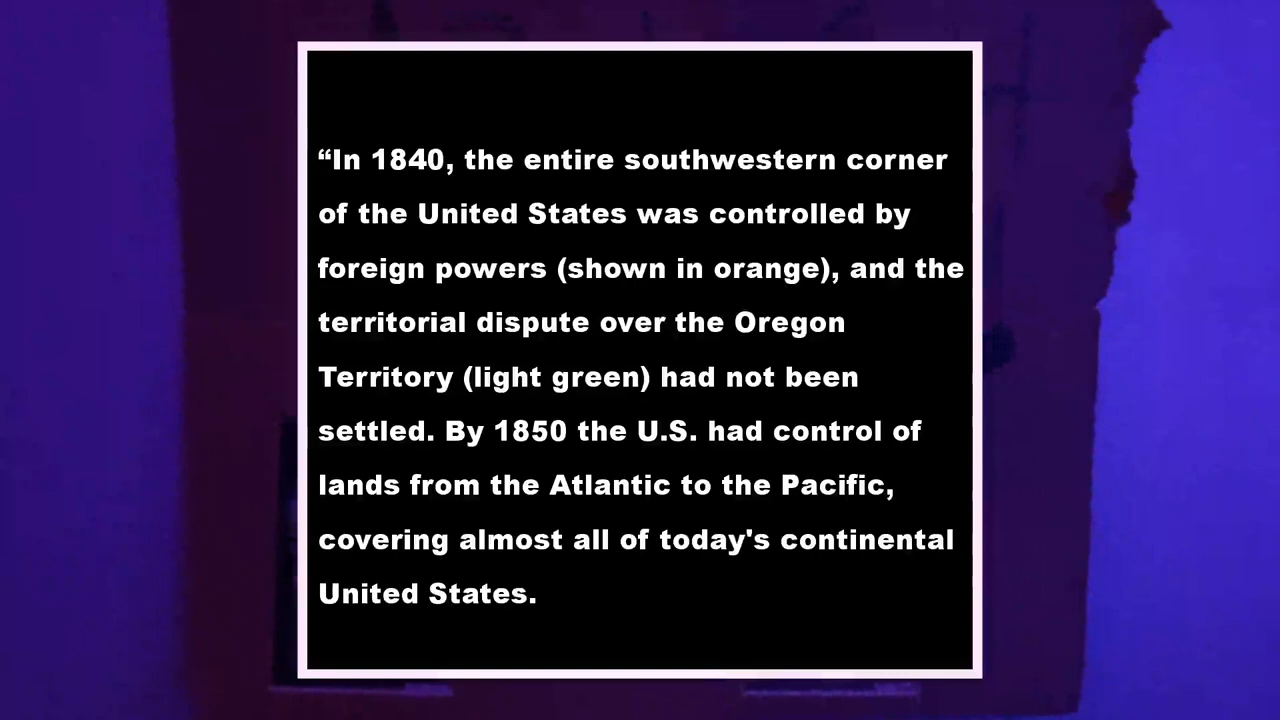 “In 1840, the entire southwestern corner
of the United States was controlled by
foreign powers (shown in orange), and the
territorial dispute over the Oregon
Territory (light green) had not been
settled. By 1850 the U.S. had control of
lands from the Atlantic to the Pacific,
covering almost all of today's continental
United States.